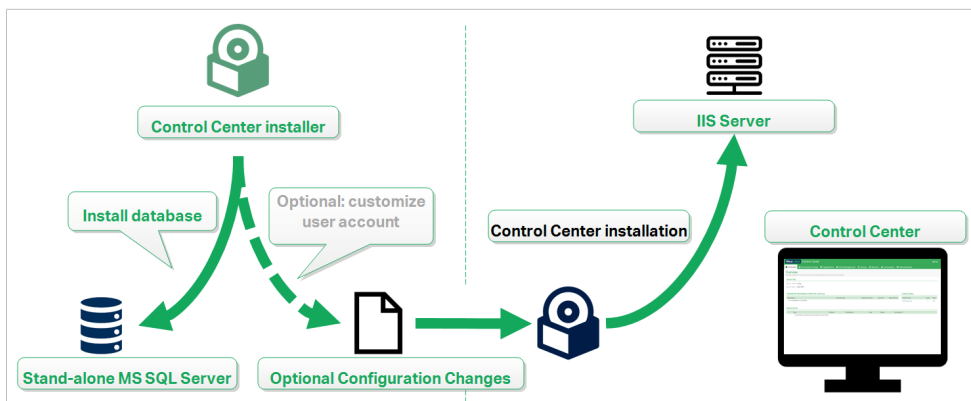 Control Center installer
IIS Server
Install database
Optional: customize
user account
Control Center installation
Control Center
Stand-alone MS SQL Server
Optional Configuration Changes